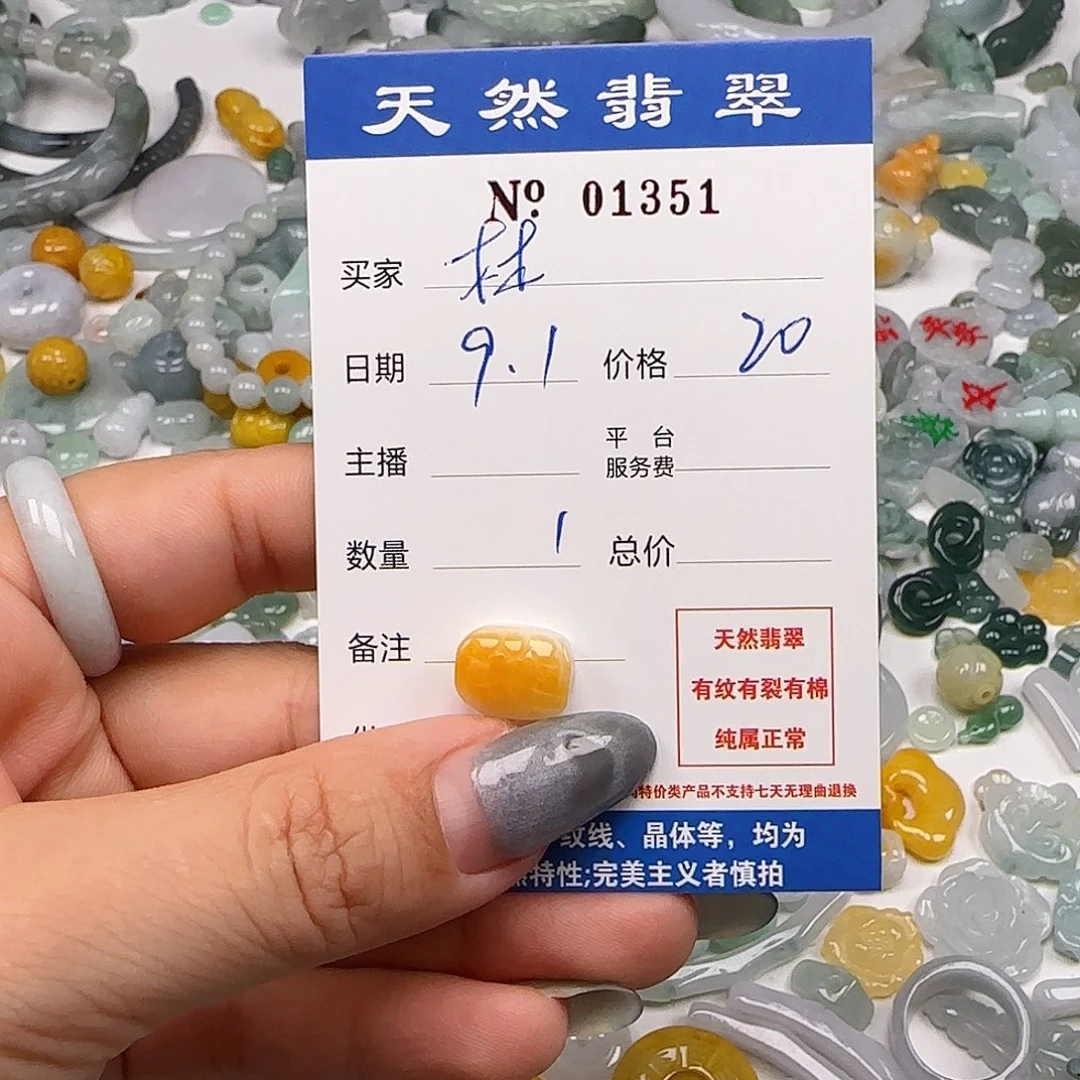 天然翡翠
No. 01351
买家 林
日期 9.1 价格 20
主播 平台服务费
数量 1 总价
备注
天然翡翠
有纹有裂有棉
纯属正常
特价类产品不支持七天无理曲退换
纹线、晶体等，均为
特性;完美主义者慎拍